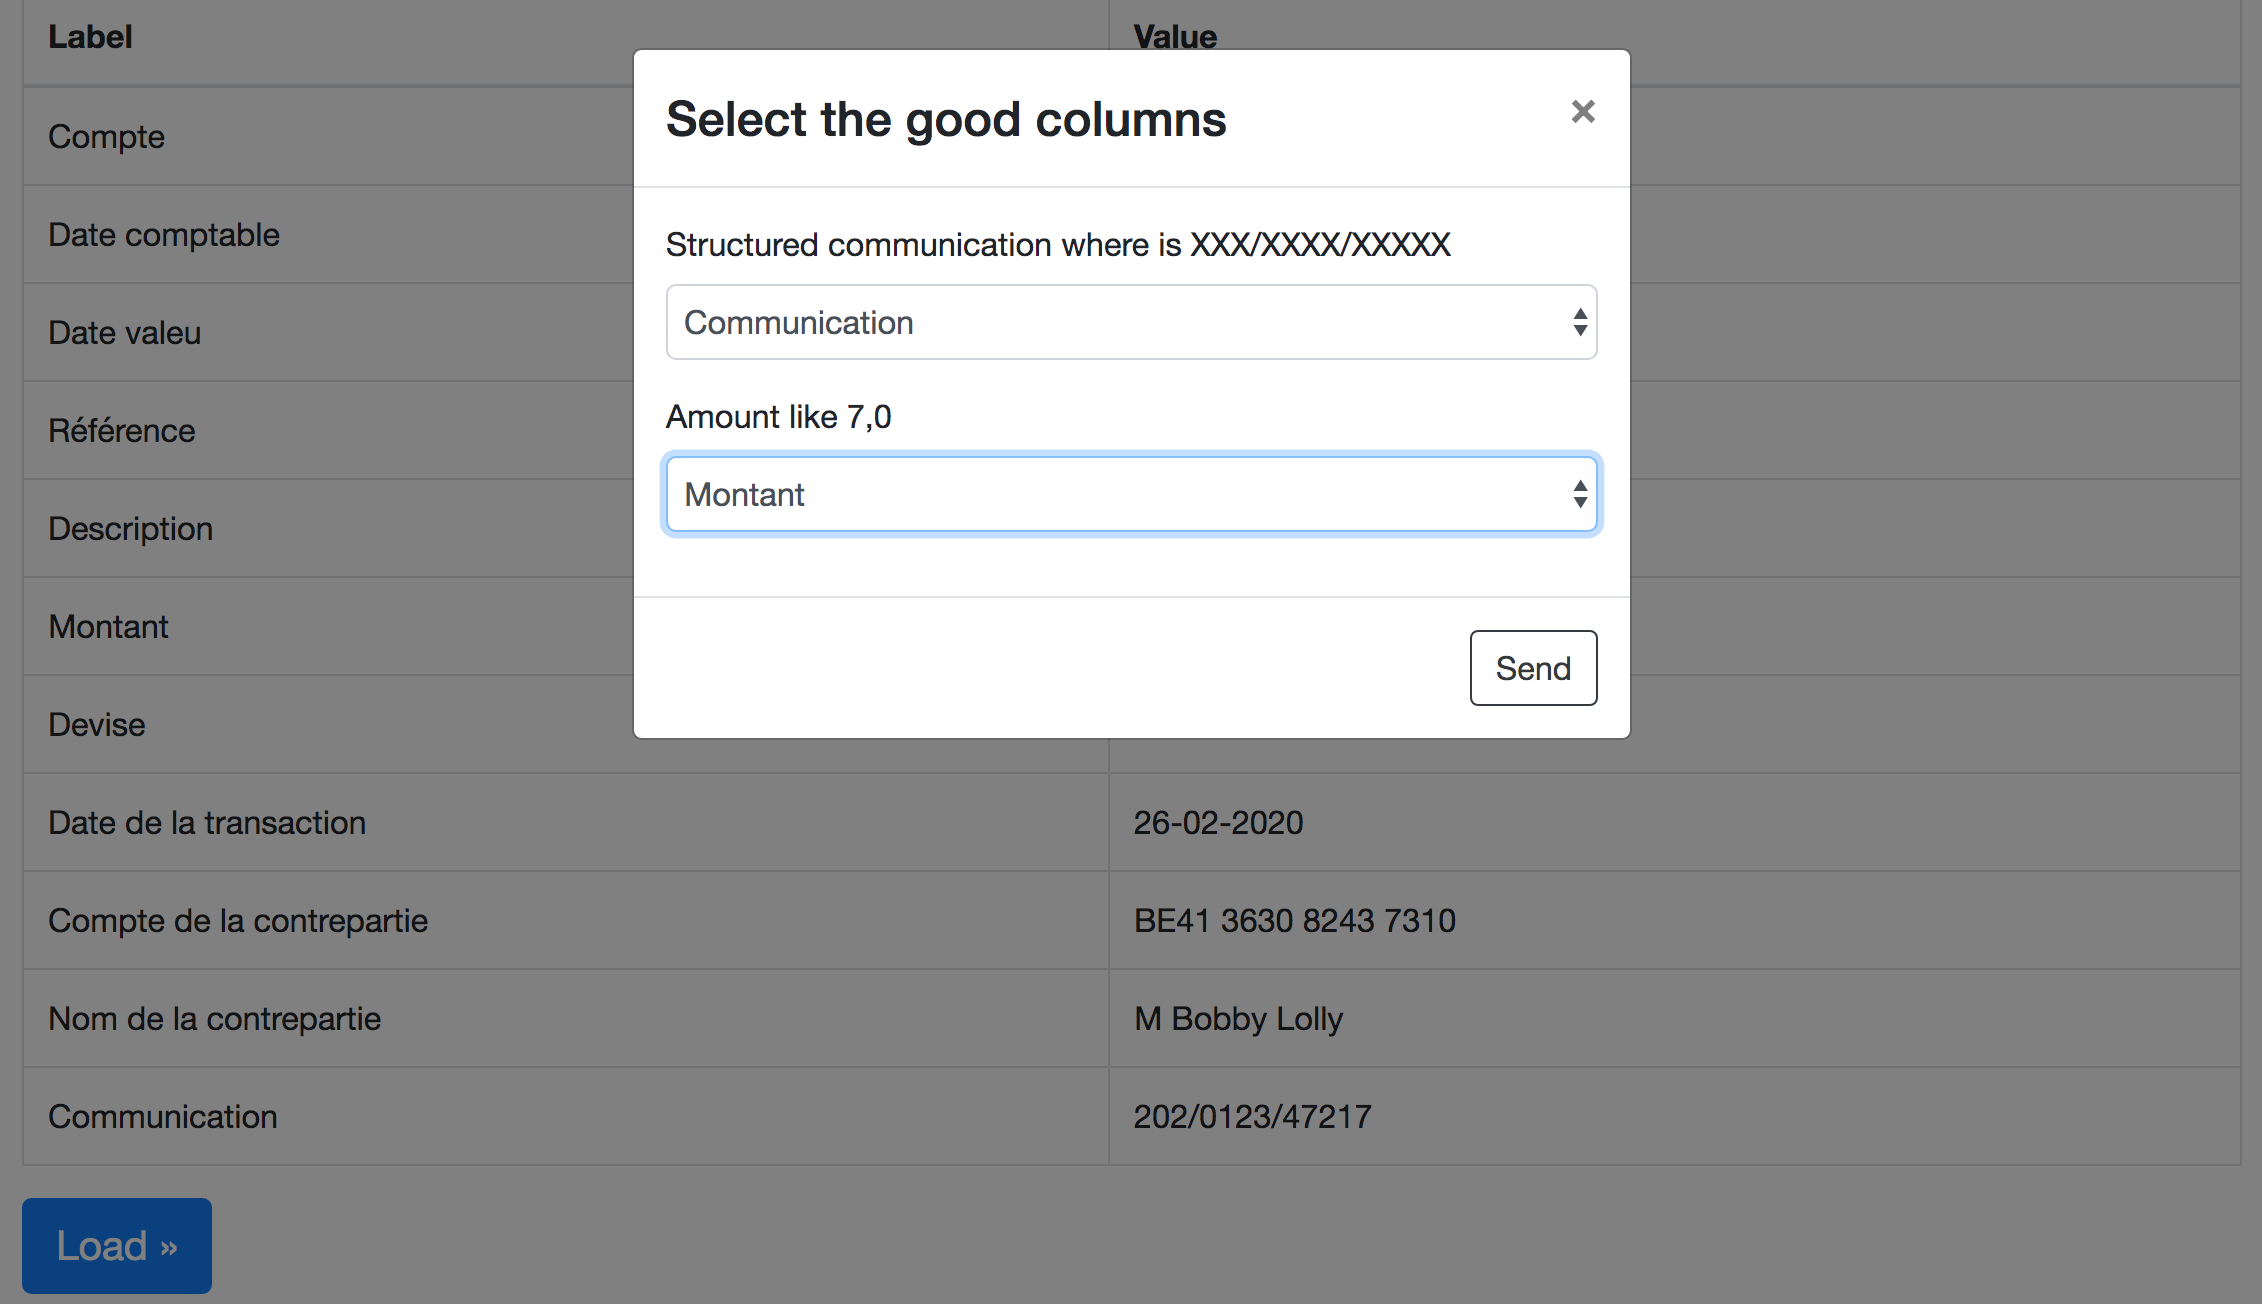 Label Value
Select the good columns ×
Compte
Date comptable
Structured communication where is XXX/XXXX/XXXXX
Date valeu
Communication
Référence
Amount like 7,0
Description
Montant
Montant
Devise
Send
Date de la transaction 26-02-2020
Compte de la contrepartie BE41 3630 8243 7310
Nom de la contrepartie M Bobby Lolly
Communication 202/0123/47217
Load »